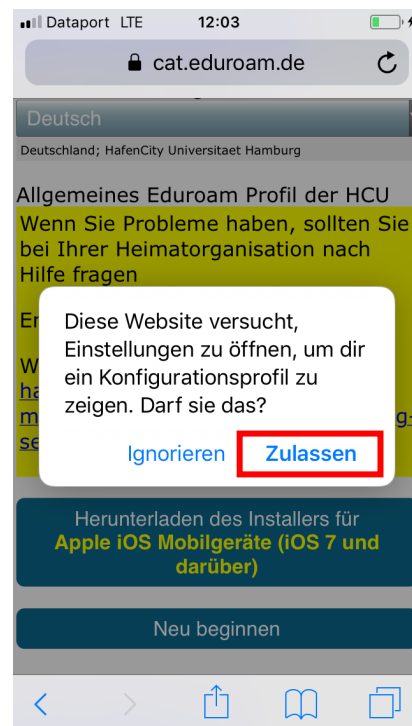 Dataport LTE 12:03
cat.eduroam.de
Deutsch
Deutschland; HafenCity Universitaet Hamburg
Allgemeines Eduroam Profil der HCU
Wenn Sie Probleme haben, sollten Sie
bei Ihrer Heimatorganisation nach
Hilfe fragen
Diese Website versucht,
Einstellungen zu öffnen, um dir
ein Konfigurationsprofil zu
zeigen. Darf sie das?
Ignorieren Zulassen
Herunterladen des Installers für
Apple iOS Mobilgeräte (iOS 7 und
darüber)
Neu beginnen